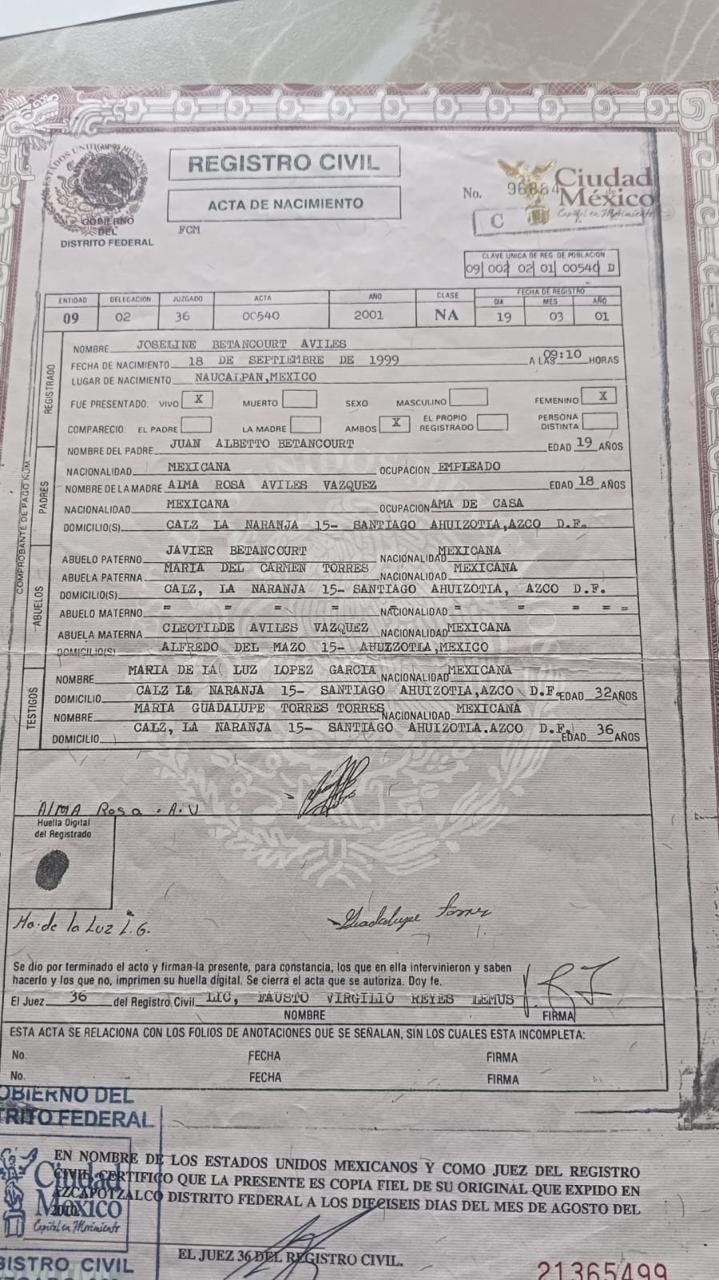 ESTADOS UNIDOS MEXICANOS
GOBIERNO
DEL
DISTRITO FEDERAL
REGISTRO CIVIL
ACTA DE NACIMIENTO
FCM
No. 96884
C
Ciudad
de
México
Capital en Movimiento
CLAVE UNICA DE REG DE POBLACION
09 002 02 01 00540 D
ENTIDAD DELEGACION JUZGADO ACTA AÑO CLASE FECHA DE REGISTRO
DIA MES AÑO
09 02 36 00540 2001 NA 19 03 01
REGISTRADO
NOMBRE JOSELINE BETANCOURT AVILES
FECHA DE NACIMIENTO 18 DE SEPTIEMBRE DE 1999 A LAS 09:10 HORAS
LUGAR DE NACIMIENTO NAUCALPAN,MEXICO
FUE PRESENTADO: VIVO X MUERTO SEXO MASCULINO FEMENINO X
COMPARECIO EL PADRE LA MADRE AMBOS X EL PROPIO REGISTRADO PERSONA DISTINTA
PADRES
NOMBRE DEL PADRE JUAN ALBETTO BETANCOURT EDAD 19 AÑOS
NACIONALIDAD MEXICANA OCUPACION EMPLEADO
NOMBRE DE LA MADRE AIMA ROSA AVILES VAZQUEZ EDAD 18 AÑOS
NACIONALIDAD MEXICANA OCUPACION AMA DE CASA
DOMICILIO(S) CALZ LA NARANJA 15- SANTIAGO AHUIZOTIA,AZCO D.F.
COMPROBANTE DE PAGO NUM.
ABUELOS
ABUELO PATERNO JAVIER BETANCOURT NACIONALIDAD MEXICANA
ABUELA PATERNA MARIA DEL CARMEN TORRES NACIONALIDAD MEXICANA
DOMICILIO(S) CALZ, LA NARANJA 15- SANTIAGO AHUIZOTIA, AZCO D.F.
ABUELO MATERNO = = = = = NACIONALIDAD = = = =
ABUELA MATERNA CLEOTILDE AVILES VAZQUEZ NACIONALIDAD MEXICANA
DOMICILIO(S) ALFREDO DEL MAZO 15- AHUZZOTIA,MEXICO
TESTIGOS
NOMBRE MARIA DE LA LUZ LOPEZ GARCIA NACIONALIDAD MEXICANA
DOMICILIO CALZ LA NARANJA 15- SANTIAGO AHUIZOTIA,AZCO D.F. EDAD 32 AÑOS
NOMBRE MARIA GUADALUPE TORRES TORRES NACIONALIDAD MEXICANA
DOMICILIO CALZ, LA NARANJA 15- SANTIAGO AHUIZOTIA.AZCO D.F. EDAD 36 AÑOS
Alma Rosa . A.V
Huella Digital
del Registrado
Ma. de la Luz L.G.
Guadalupe Torres
Se dio por terminado el acto y firman la presente, para constancia, los que en ella intervinieron y saben
hacerlo y los que no, imprimen su huella digital. Se cierra el acta que se autoriza. Doy fe.
El Juez 36 del Registro Civil LIC, FAUSTO VIRGILIO REYES LEMUS
NOMBRE FIRMA
ESTA ACTA SE RELACIONA CON LOS FOLIOS DE ANOTACIONES QUE SE SEÑALAN, SIN LOS CUALES ESTA INCOMPLETA:
No. FECHA FIRMA
No. FECHA FIRMA
OBIERNO DEL
TRITO FEDERAL
Ciudad
México
Capital en Movimiento
GISTRO CIVIL
EN NOMBRE DE LOS ESTADOS UNIDOS MEXICANOS Y COMO JUEZ DEL REGISTRO
CIVIL CERTIFICO QUE LA PRESENTE ES COPIA FIEL DE SU ORIGINAL QUE EXPIDO EN
AZCAPOTZALCO DISTRITO FEDERAL A LOS DIECISEIS DIAS DEL MES DE AGOSTO DEL
EL JUEZ 36 DEL REGISTRO CIVIL.
21365499